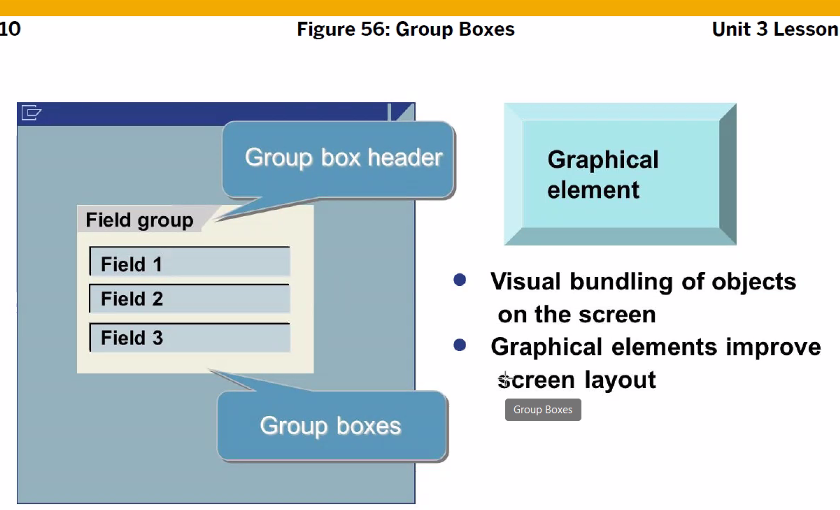 10
Figure 56: Group Boxes
Unit 3 Lesson
Group box header
Field group
Field 1
Field 2
Field 3
Group boxes
Graphical
element
Visual bundling of objects
on the screen
Graphical elements improve
screen layout
Group Boxes